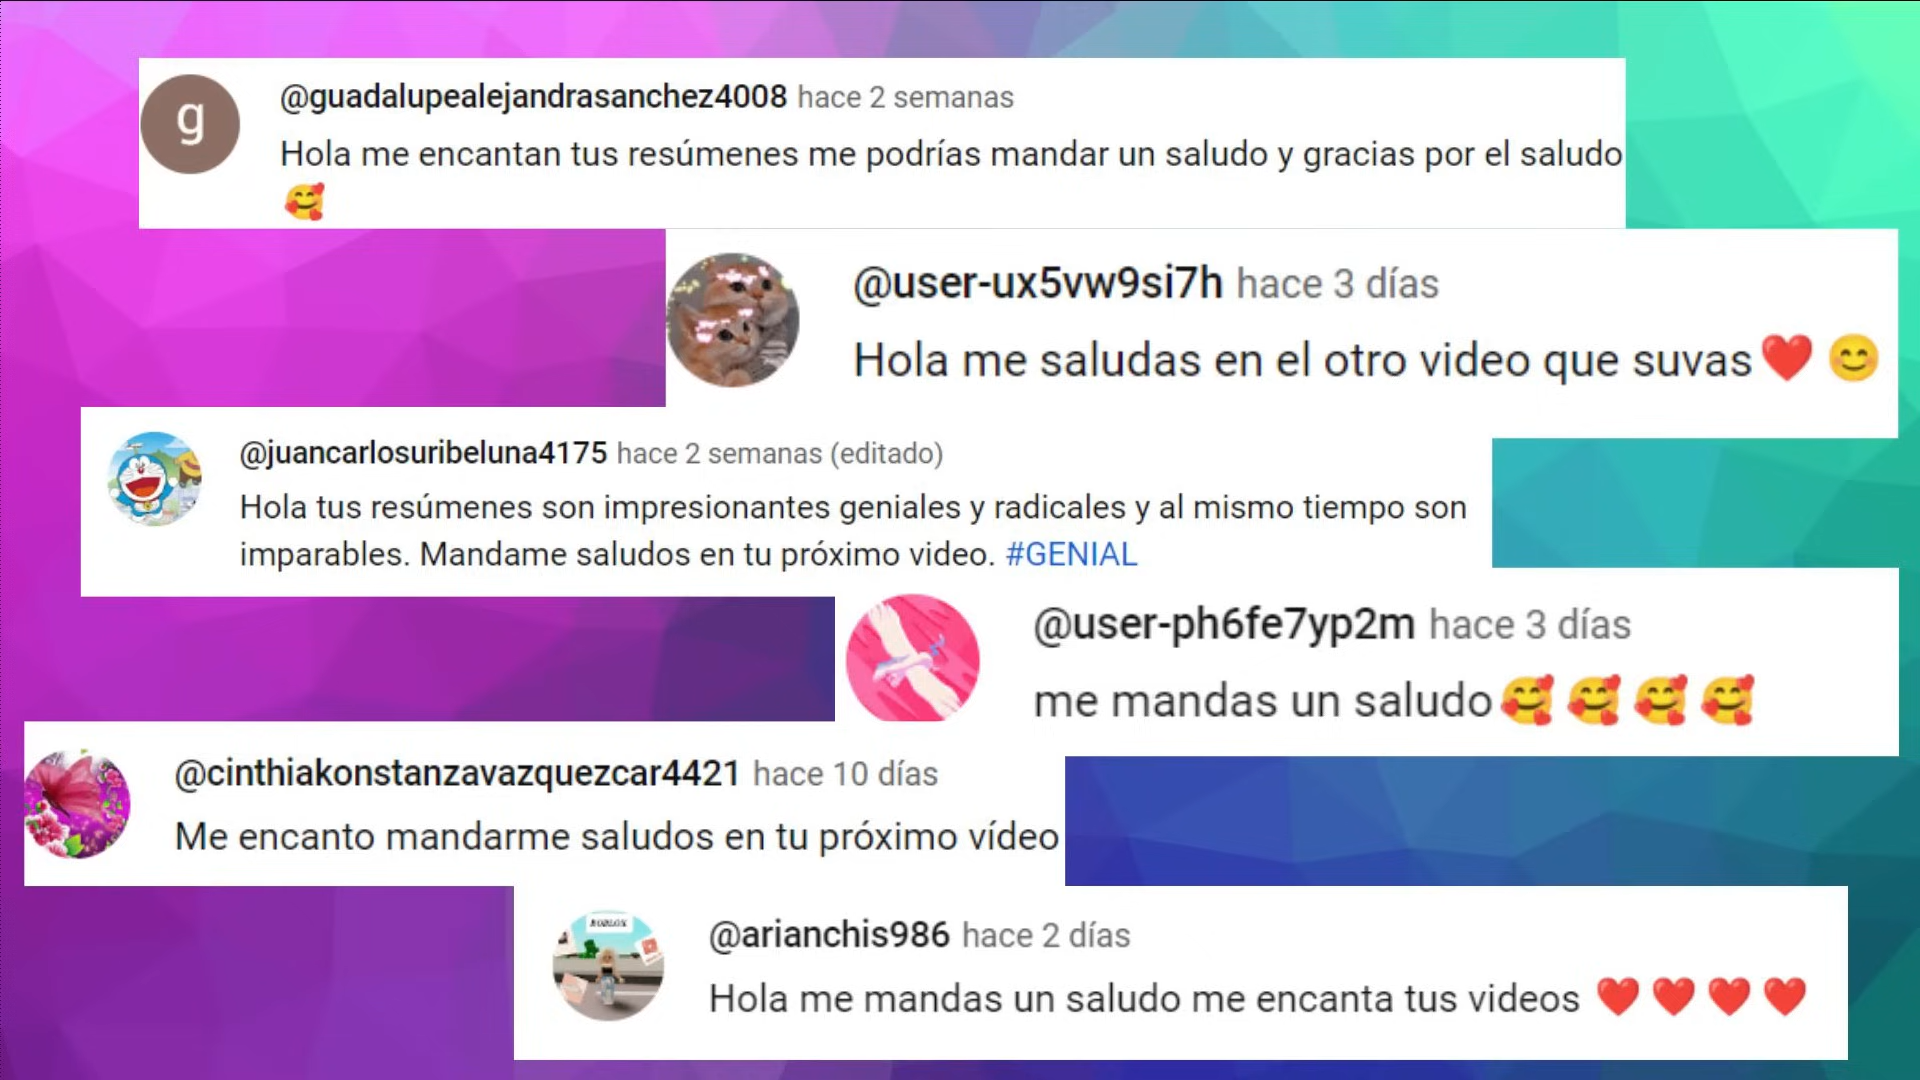 g
@guadalupealejandrasanchez4008 hace 2 semanas
Hola me encantan tus resúmenes me podrías mandar un saludo y gracias por el saludo
🥰
@user-ux5vw9si7h hace 3 días
Hola me saludas en el otro video que suvas❤️ 😊
@juancarlosuribeluna4175 hace 2 semanas (editado)
Hola tus resúmenes son impresionantes geniales y radicales y al mismo tiempo son
imparables. Mandame saludos en tu próximo video. #GENIAL
@user-ph6fe7yp2m hace 3 días
me mandas un saludo🥰 🥰 🥰 🥰
@cinthiakonstanzavazquezcar4421 hace 10 días
Me encanto mandarme saludos en tu próximo vídeo
ROBLOX
@arianchis986 hace 2 días
Hola me mandas un saludo me encanta tus videos ❤️ ❤️ ❤️ ❤️